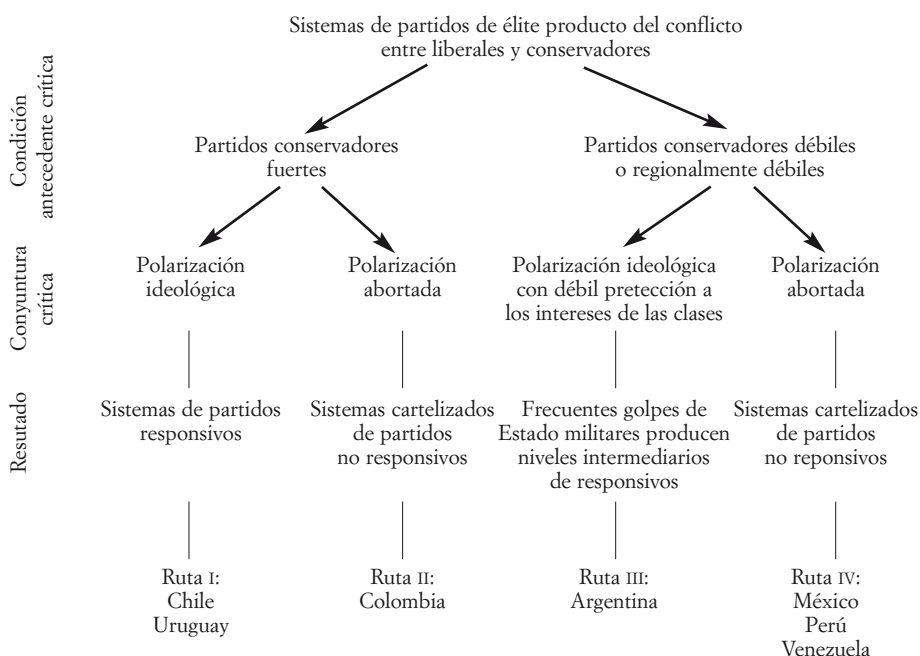 Sistemas de partidos de élite producto del conflicto
entre liberales y conservadores
Condición
antecedente crítica
Partidos conservadores
fuertes
Partidos conservadores débiles
o regionalmente débiles
Conyuntura
crítica
Polarización
ideológica
Polarización
abortada
Polarización ideológica
con débil pretección a
los intereses de las clases
Polarización
abortada
Resutado
Sistemas de partidos
responsivos
Sistemas cartelizados
de partidos
no responsivos
Frecuentes golpes de
Estado militares producen
niveles intermediarios
de responsivos
Sistemas cartelizados
de partidos
no reponsivos
Ruta I:
Chile
Uruguay
Ruta II:
Colombia
Ruta III:
Argentina
Ruta IV:
México
Perú
Venezuela